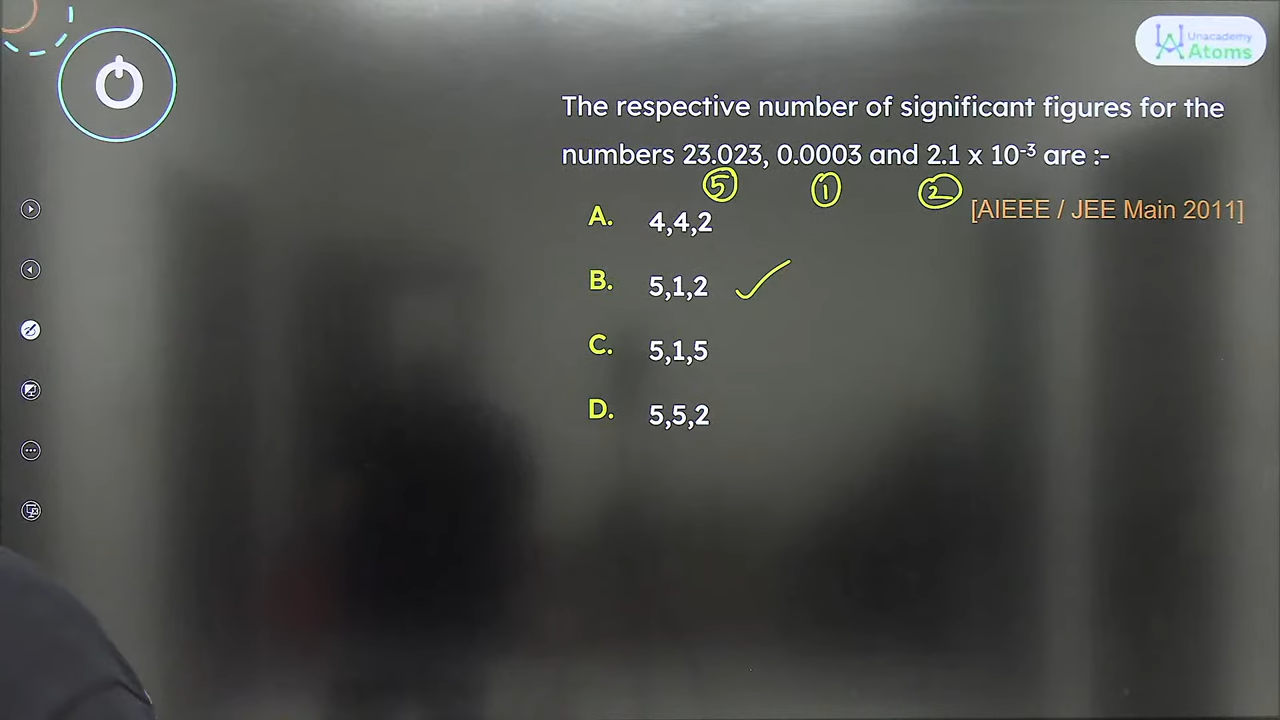 Unacademy
Atoms
The respective number of significant figures for the
numbers 23.023, 0.0003 and 2.1 x 10⁻³ are :-
5 1 2
[AIEEE / JEE Main 2011]
A. 4,4,2
B. 5,1,2 ✓
C. 5,1,5
D. 5,5,2